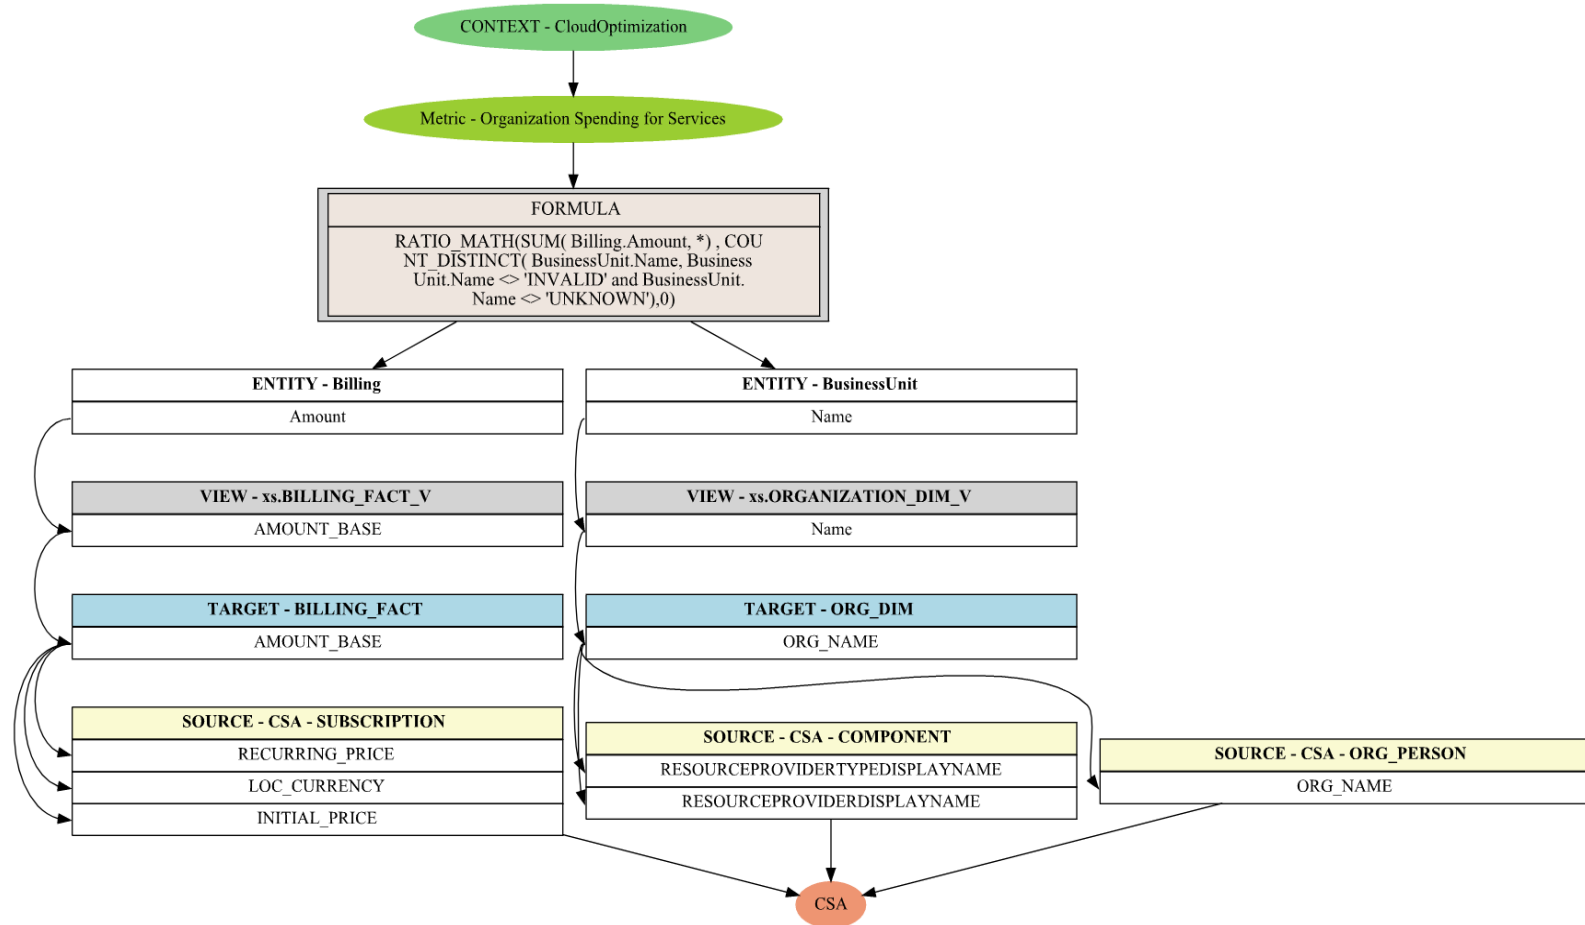 CONTEXT - CloudOptimization
Metric - Organization Spending for Services
FORMULA
RATIO_MATH(SUM( Billing.Amount, *) , COU
NT_DISTINCT( BusinessUnit.Name, Business
Unit.Name <> 'INVALID' and BusinessUnit.
Name <> 'UNKNOWN'),0)
ENTITY - Billing
Amount
ENTITY - BusinessUnit
Name
VIEW - xs.BILLING_FACT_V
AMOUNT_BASE
VIEW - xs.ORGANIZATION_DIM_V
Name
TARGET - BILLING_FACT
AMOUNT_BASE
TARGET - ORG_DIM
ORG_NAME
SOURCE - CSA - SUBSCRIPTION
RECURRING_PRICE
LOC_CURRENCY
INITIAL_PRICE
SOURCE - CSA - COMPONENT
RESOURCEPROVIDERTYPEDISPLAYNAME
RESOURCEPROVIDERDISPLAYNAME
SOURCE - CSA - ORG_PERSON
ORG_NAME
CSA